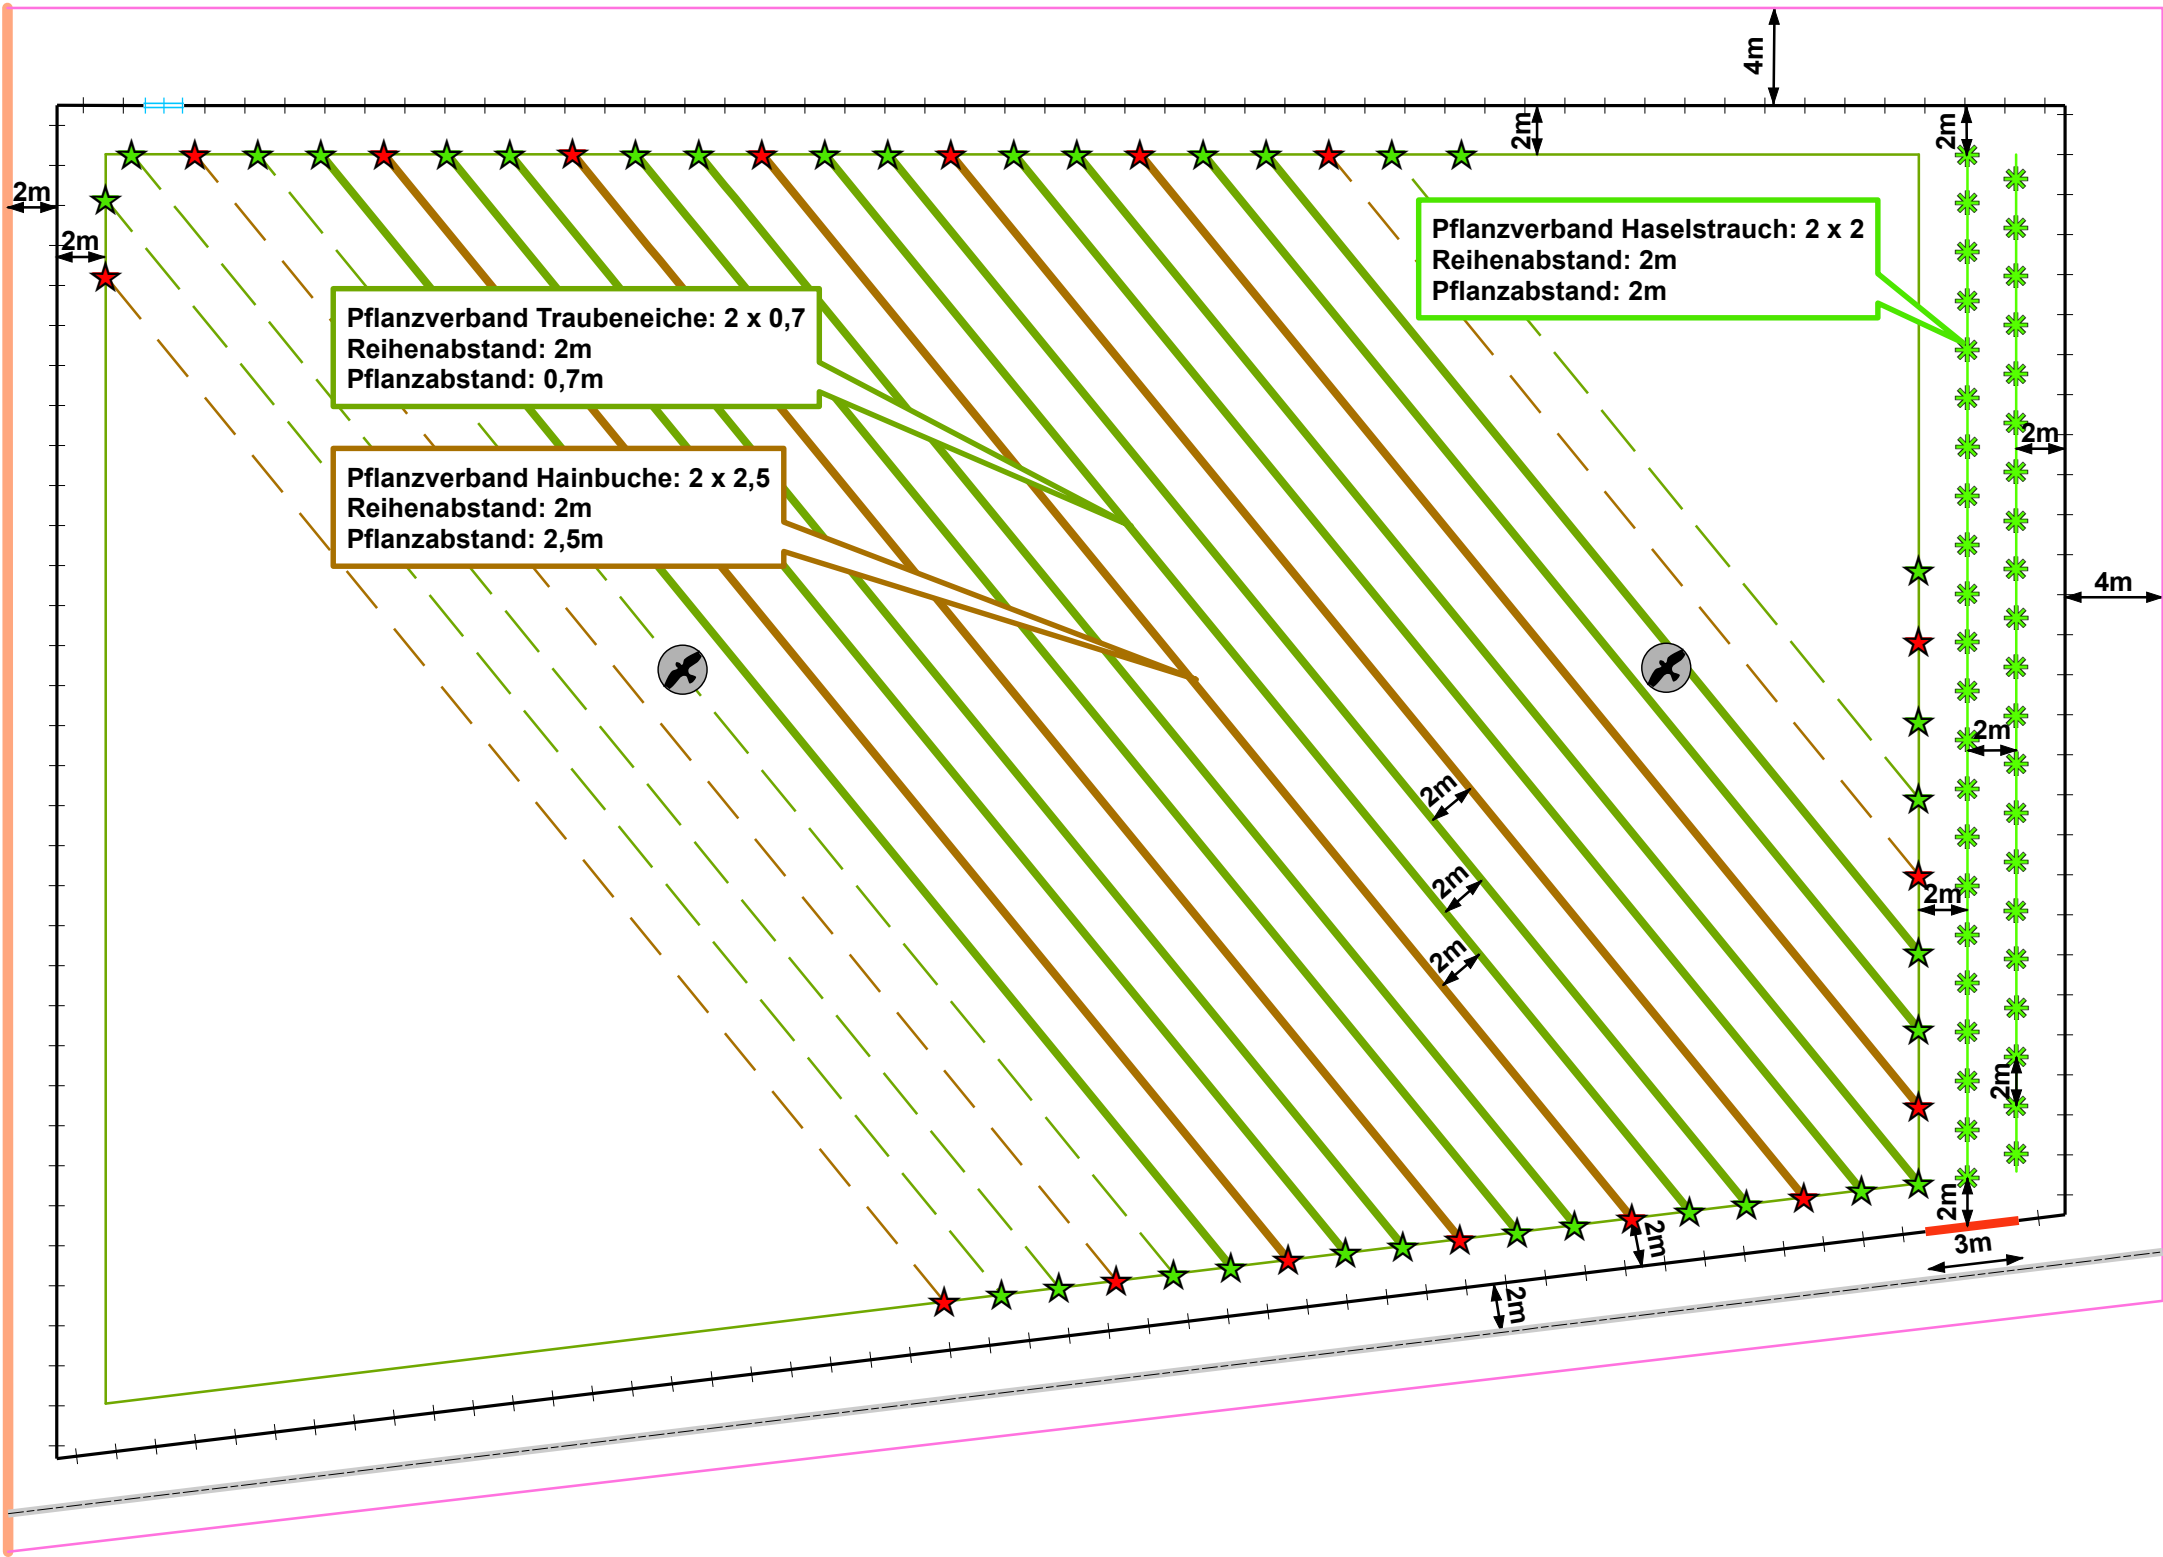 4m
2m
2m
2m
2m
Pflanzverband Haselstrauch: 2 x 2
Reihenabstand: 2m
Pflanzabstand: 2m
Pflanzverband Traubeneiche: 2 x 0,7
Reihenabstand: 2m
Pflanzabstand: 0,7m
2m
Pflanzverband Hainbuche: 2 x 2,5
Reihenabstand: 2m
Pflanzabstand: 2,5m
4m
2m
2m
2m
2m
2m
2m
2m
2m
3m
2m